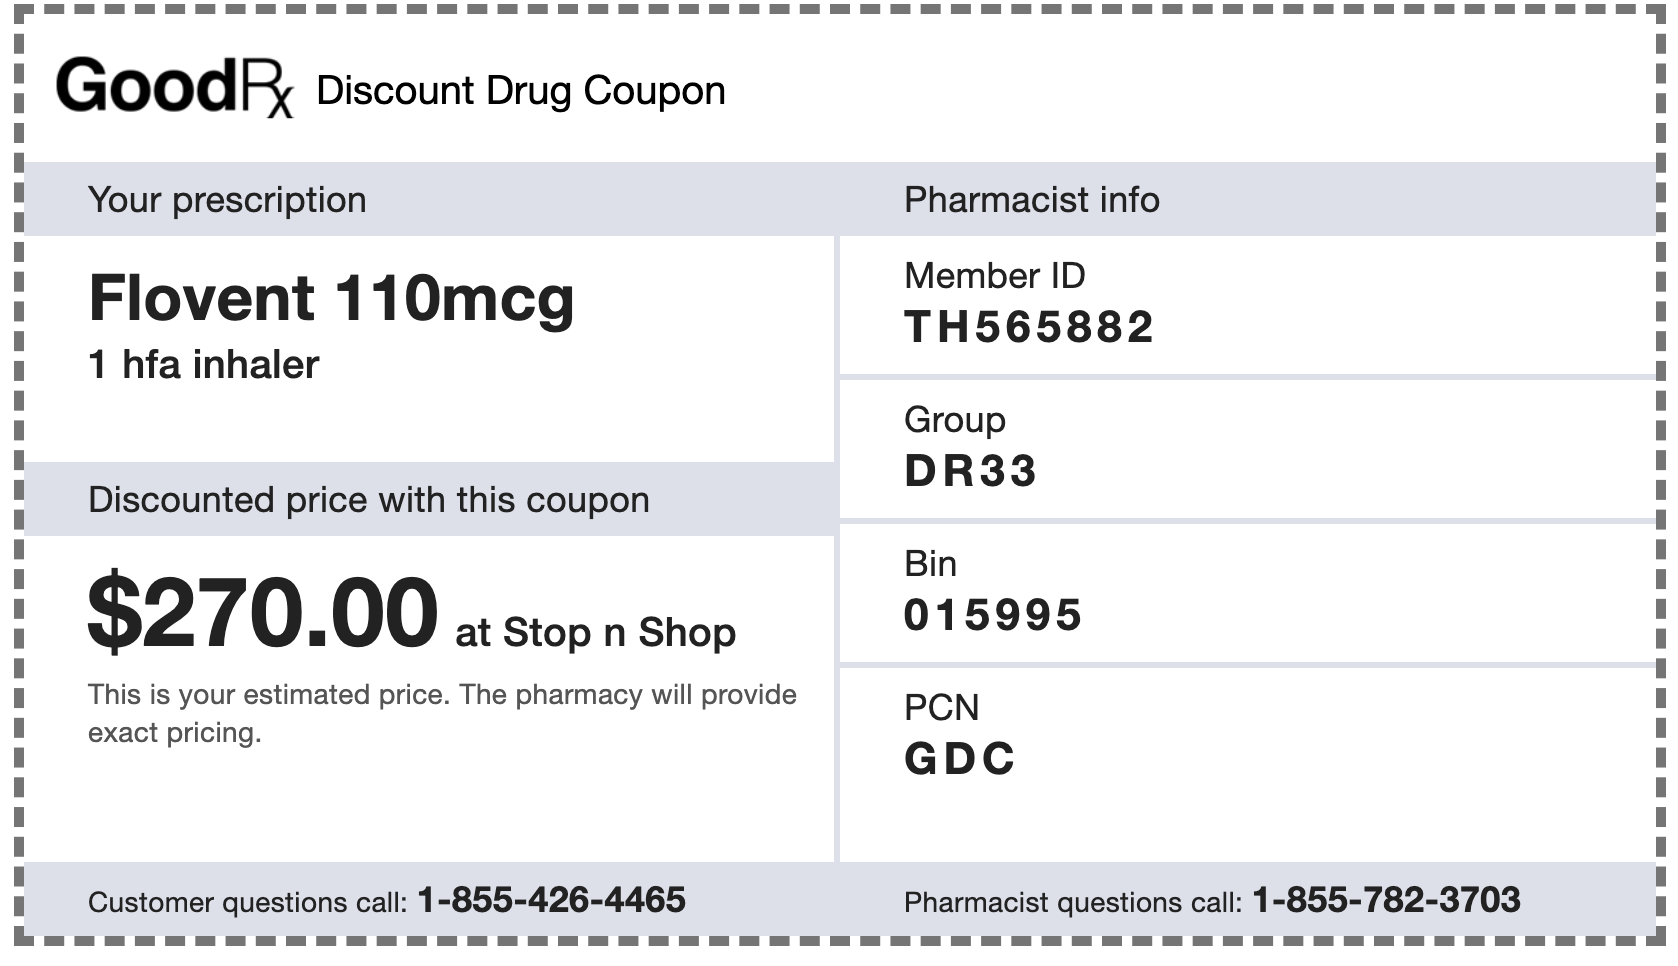 GoodRx Discount Drug Coupon
Your prescription
Flovent 110mcg
1 hfa inhaler
Discounted price with this coupon
$270.00 at Stop n Shop
This is your estimated price. The pharmacy will provide
exact pricing.
Pharmacist info
Member ID
TH565882
Group
DR33
Bin
015995
PCN
GDC
Customer questions call: 1-855-426-4465
Pharmacist questions call: 1-855-782-3703